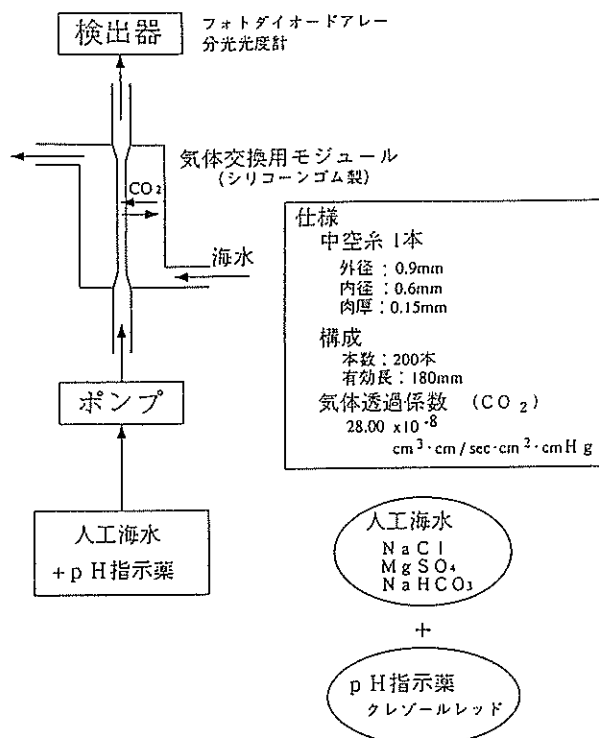 検出器
フォトダイオードアレー
分光光度計
気体交換用モジュール
(シリコーンゴム製)
CO₂
海水
ポンプ
人工海水
+pH指示薬
仕様
中空糸 1本
外径:0.9mm
内径:0.6mm
肉厚:0.15mm
構成
本数:200本
有効長:180mm
気体透過係数 (CO₂)
28.00 x10⁻⁸
cm³·cm/sec·cm²·cmHg
人工海水
NaCl
MgSO₄
NaHCO₃
+
pH指示薬
クレゾールレッド